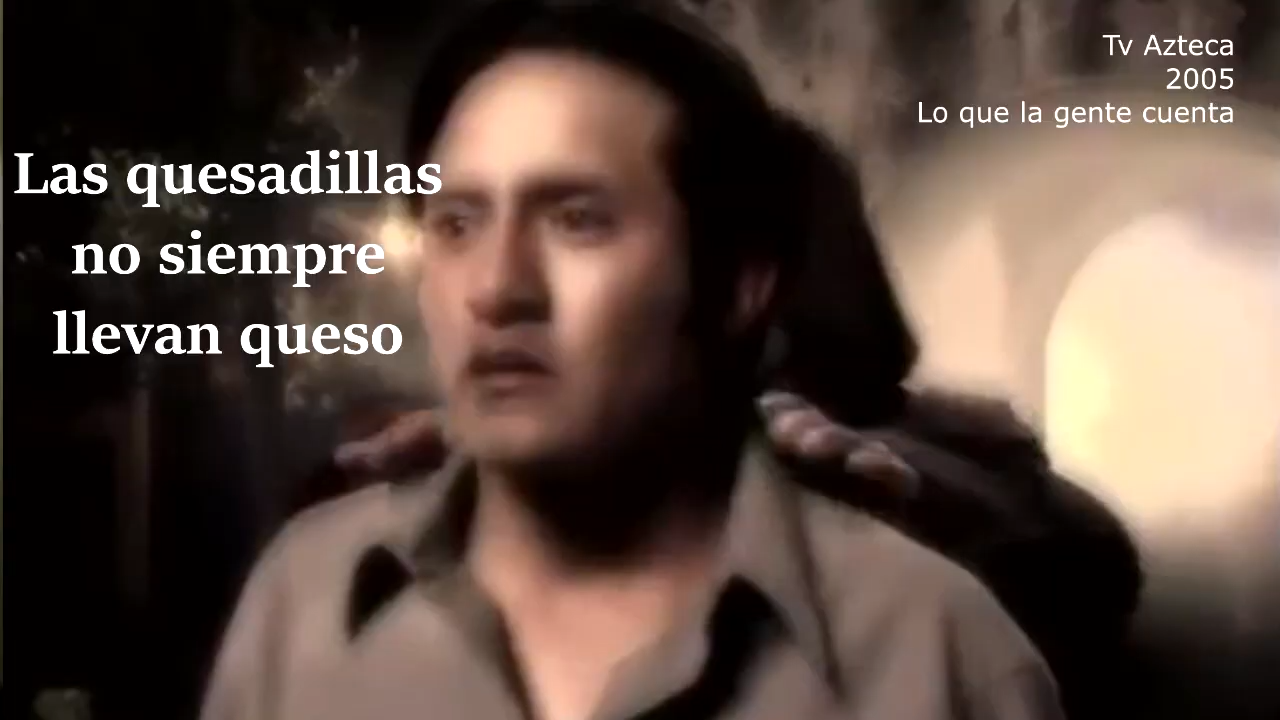 Tv Azteca
2005
Lo que la gente cuenta
Las quesadillas
no siempre
llevan queso